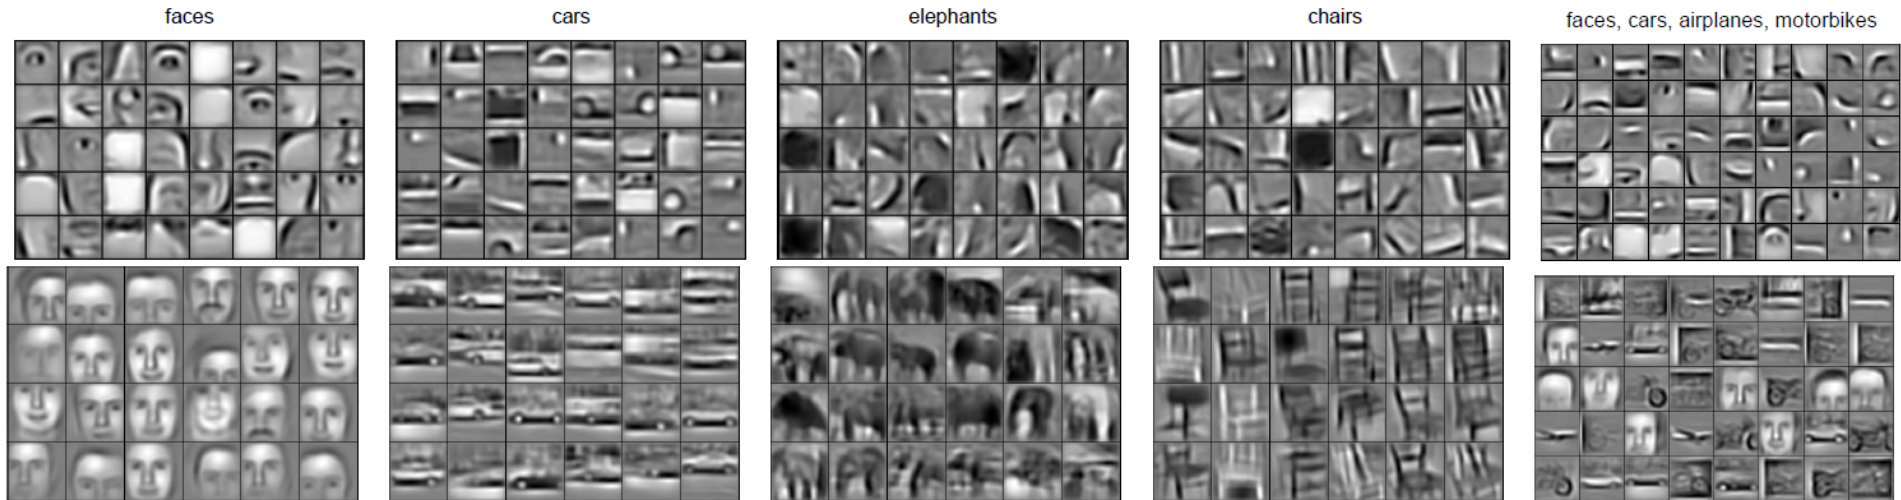 faces
cars
elephants
chairs
faces, cars, airplanes, motorbikes